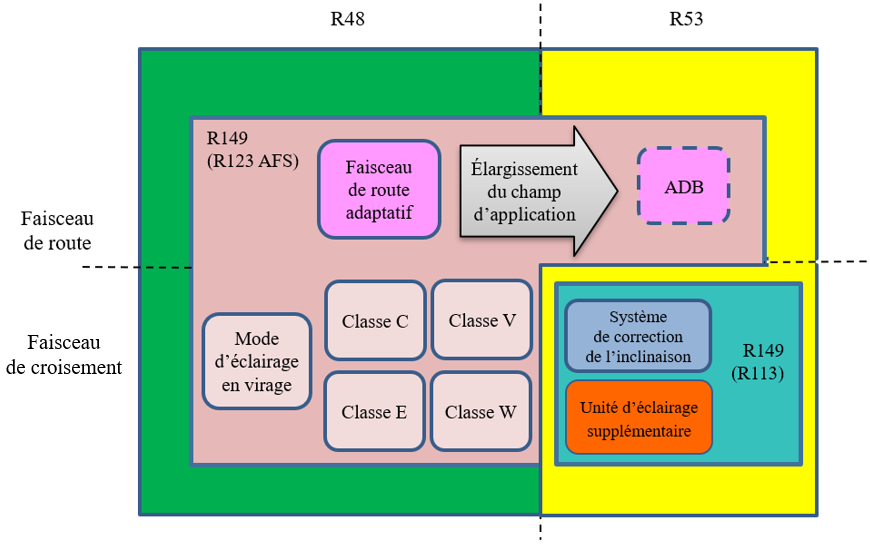 R48
R53
R149
(R123 AFS)
Faisceau
de route
adaptatif
Élargissement
du champ
d’application
ADB
Faisceau
de route
Faisceau
de croisement
Mode
d’éclairage
en virage
Classe C
Classe V
Classe E
Classe W
Système
de correction
de l’inclinaison
Unité d’éclairage
supplémentaire
R149
(R113)